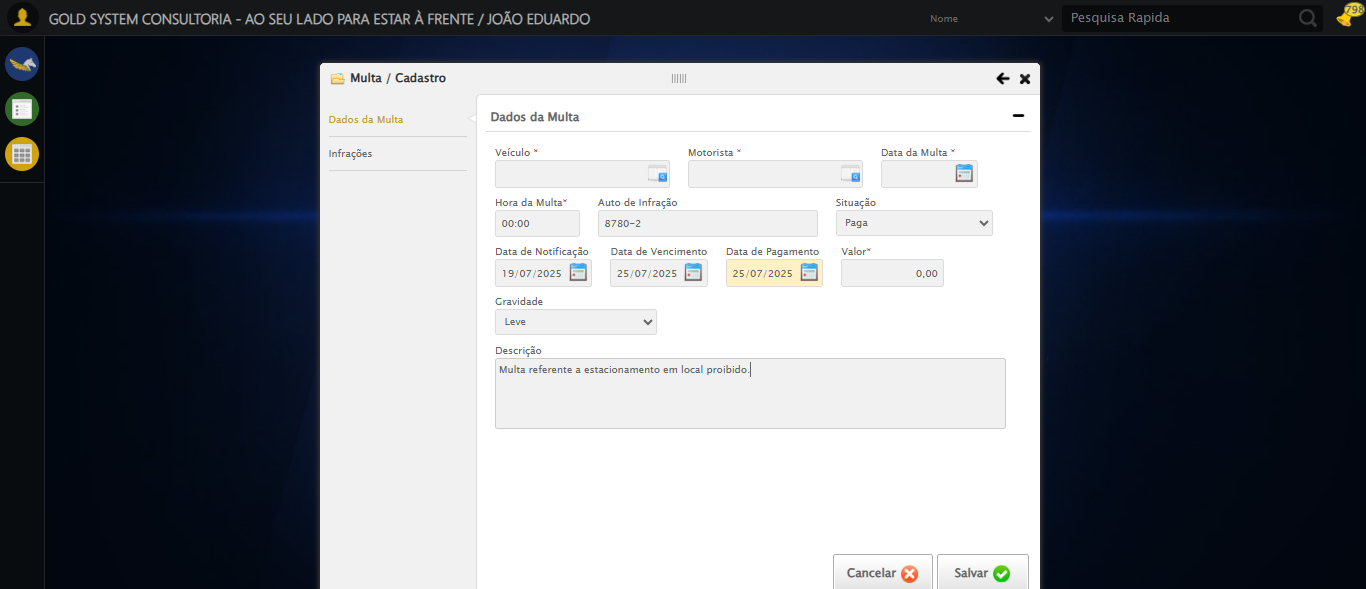 GOLD SYSTEM CONSULTORIA - AO SEU LADO PARA ESTAR À FRENTE / JOÃO EDUARDO
Nome
Pesquisa Rapida
798
Multa / Cadastro
Dados da Multa
Infrações
Dados da Multa
Veículo * Motorista * Data da Multa *
Hora da Multa* Auto de Infração Situação
00:00 8780-2 Paga
Data de Notificação Data de Vencimento Data de Pagamento Valor*
19/07/2025 25/07/2025 25/07/2025 0,00
Gravidade
Leve
Descrição
Multa referente a estacionamento em local proibido.
Cancelar Salvar